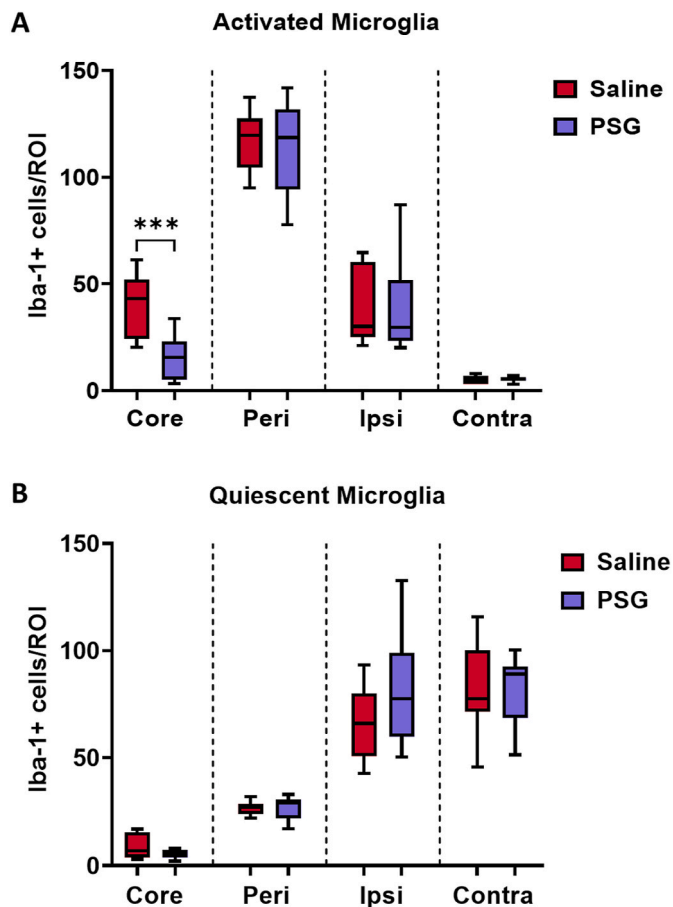 A
Activated Microglia
Iba-1+ cells/ROI
150
100
50
0
***
Saline
PSG
Core Peri Ipsi Contra
B
Quiescent Microglia
Iba-1+ cells/ROI
150
100
50
0
Saline
PSG
Core Peri Ipsi Contra